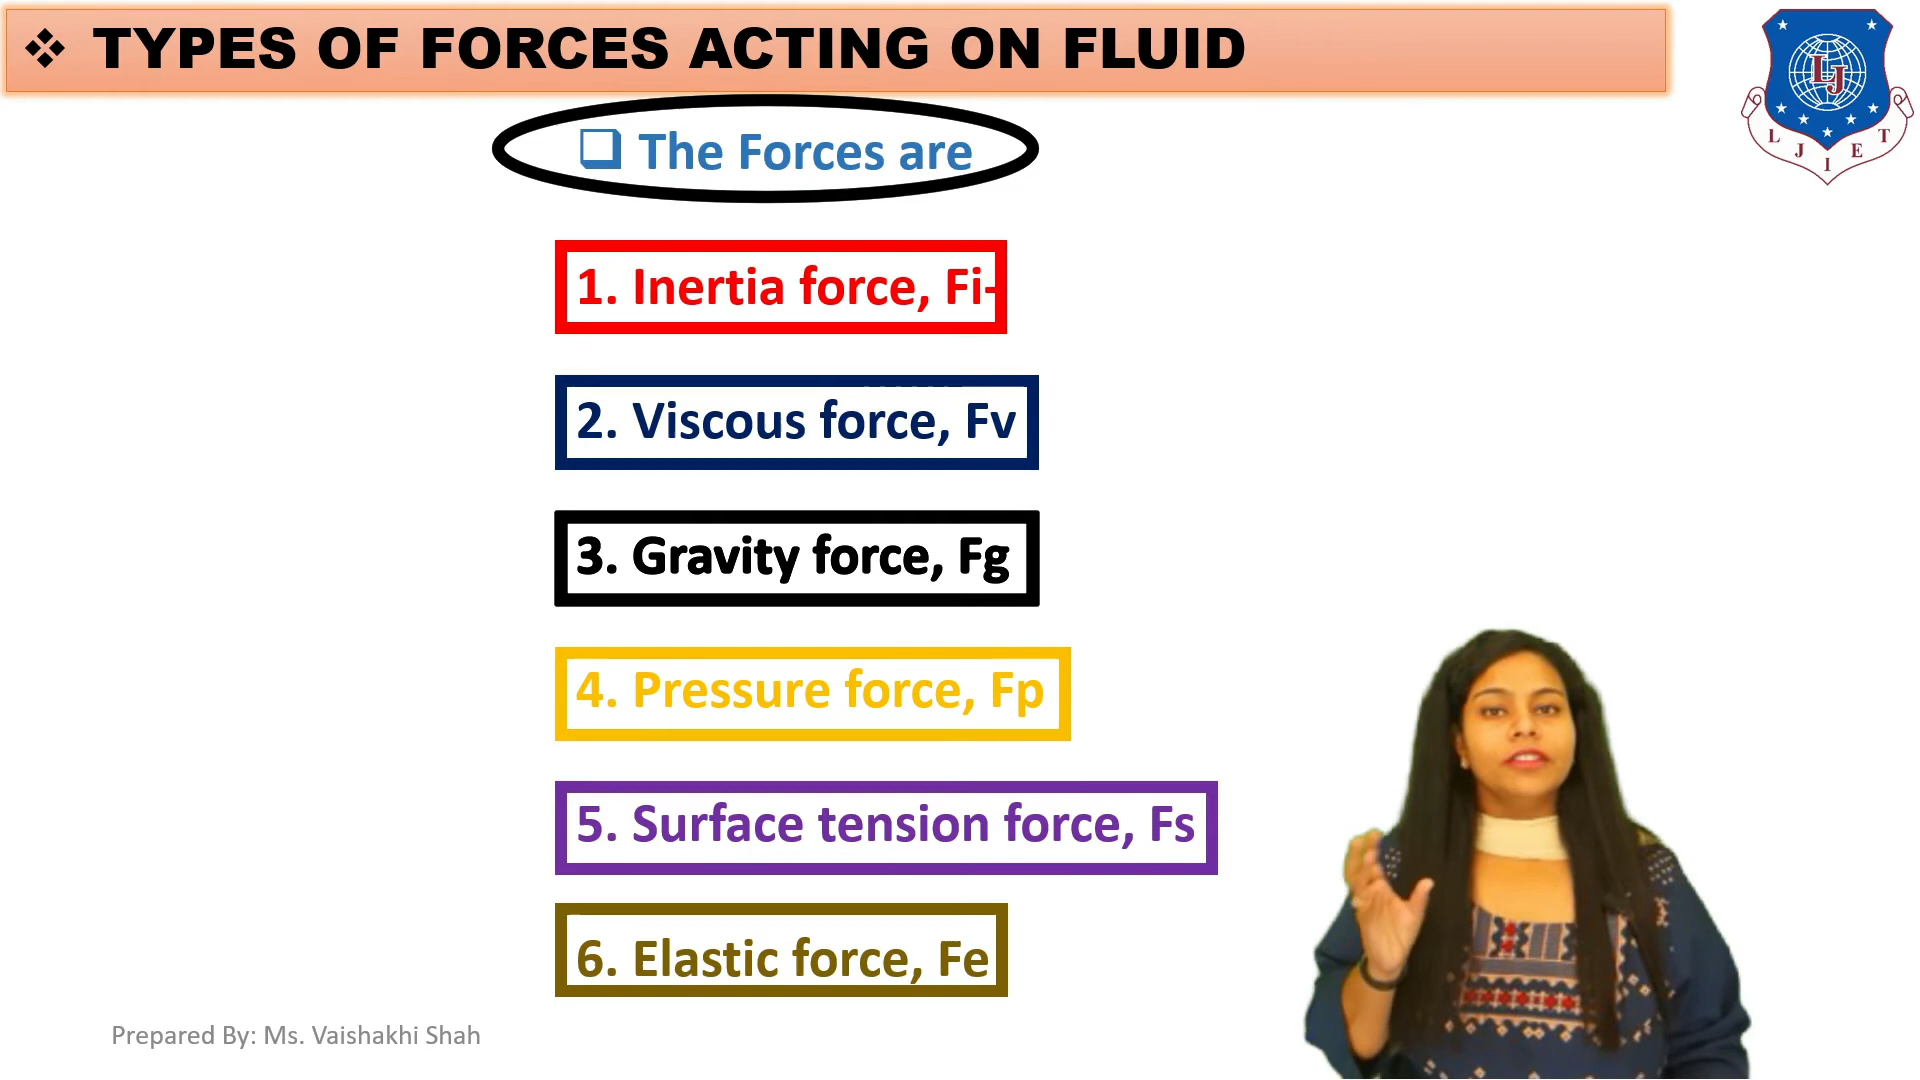 ❖ TYPES OF FORCES ACTING ON FLUID
❑ The Forces are
1. Inertia force, Fi-
2. Viscous force, Fv
3. Gravity force, Fg
4. Pressure force, Fp
5. Surface tension force, Fs
6. Elastic force, Fe
Prepared By: Ms. Vaishakhi Shah
LJ
L J I E T